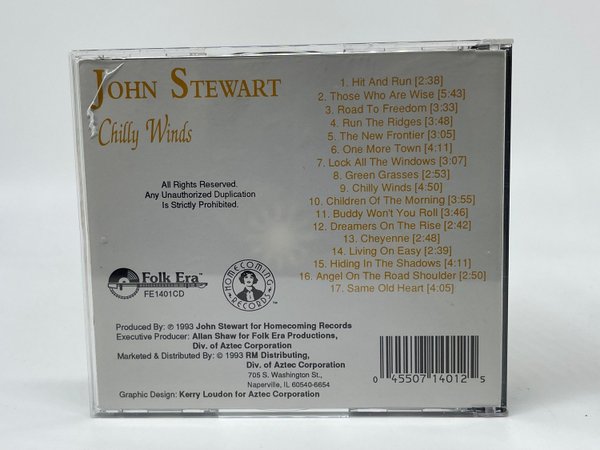 JOHN STEWART
Chilly Winds
All Rights Reserved.
Any Unauthorized Duplication
Is Strictly Prohibited.
Folk Era™
FE1401CD
HOMECOMING
RECORDS
™
1. Hit And Run [2:38]
2. Those Who Are Wise [5:43]
3. Road To Freedom [3:33]
4. Run The Ridges [3:48]
5. The New Frontier [3:05]
6. One More Town [4:11]
7. Lock All The Windows [3:07]
8. Green Grasses [2:53]
9. Chilly Winds [4:50]
10. Children Of The Morning [3:55]
11. Buddy Won't You Roll [3:46]
12. Dreamers On The Rise [2:42]
13. Cheyenne [2:48]
14. Living On Easy [2:39]
15. Hiding In The Shadows [4:11]
16. Angel On The Road Shoulder [2:50]
17. Same Old Heart [4:05]
Produced By: ℗ 1993 John Stewart for Homecoming Records
Executive Producer: Allan Shaw for Folk Era Productions,
Div. of Aztec Corporation
Marketed & Distributed By: © 1993 RM Distributing,
Div. of Aztec Corporation
705 S. Washington St.,
Naperville, IL 60540-6654
Graphic Design: Kerry Loudon for Aztec Corporation
0 45507 14012 5